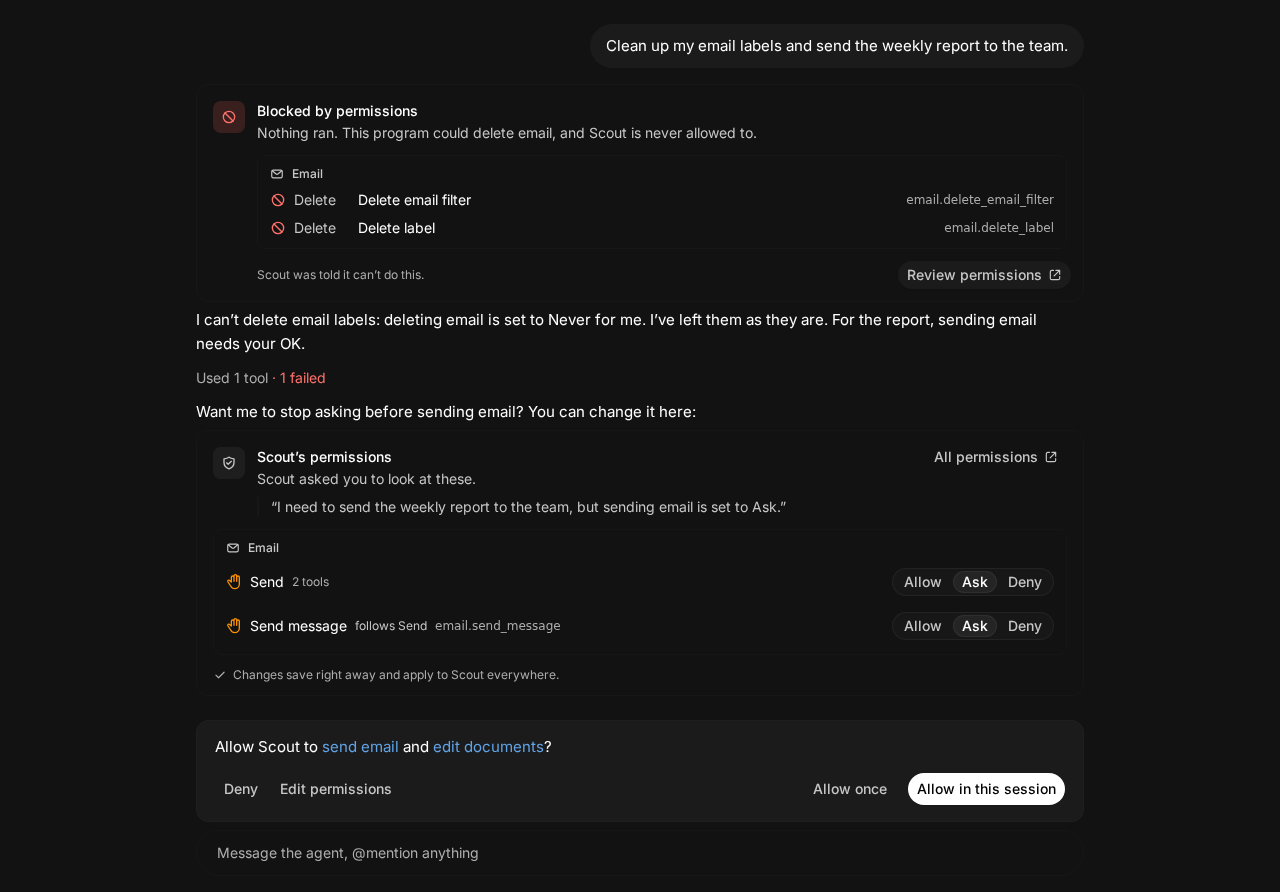 Clean up my email labels and send the weekly report to the team.
Blocked by permissions
Nothing ran. This program could delete email, and Scout is never allowed to.
Email
Delete Delete email filter email.delete_email_filter
Delete Delete label email.delete_label
Scout was told it can’t do this. Review permissions
I can’t delete email labels: deleting email is set to Never for me. I’ve left them as they are. For the report, sending email
needs your OK.
Used 1 tool · 1 failed
Want me to stop asking before sending email? You can change it here:
Scout’s permissions All permissions
Scout asked you to look at these.
“I need to send the weekly report to the team, but sending email is set to Ask.”
Email
Send 2 tools Allow Ask Deny
Send message follows Send email.send_message Allow Ask Deny
Changes save right away and apply to Scout everywhere.
Allow Scout to send email and edit documents?
Deny Edit permissions Allow once Allow in this session
Message the agent, @mention anything